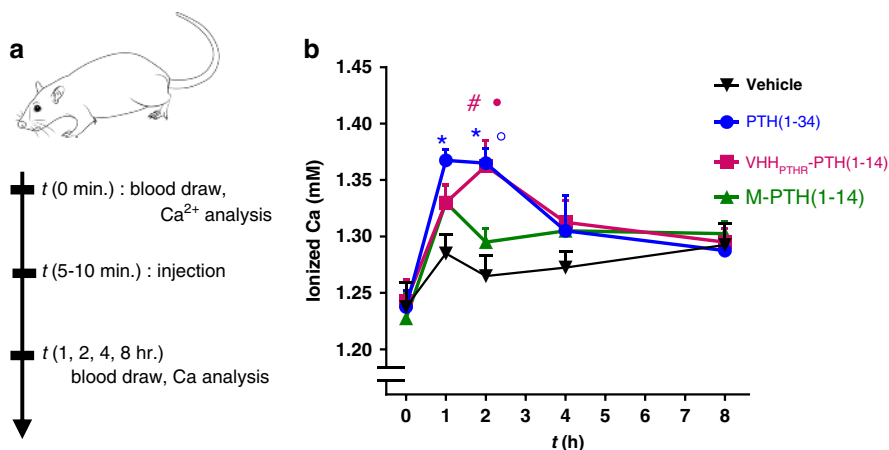 a
t (0 min.) : blood draw,
Ca2+ analysis
t (5-10 min.) : injection
t (1, 2, 4, 8 hr.)
blood draw, Ca analysis
b
1.45
1.40
1.35
1.30
1.25
1.20
Ionized Ca (mM)
# •
* * °
0 1 2 3 4 5 6 7 8
t (h)
Vehicle
PTH(1-34)
VHHPTHR-PTH(1-14)
M-PTH(1-14)